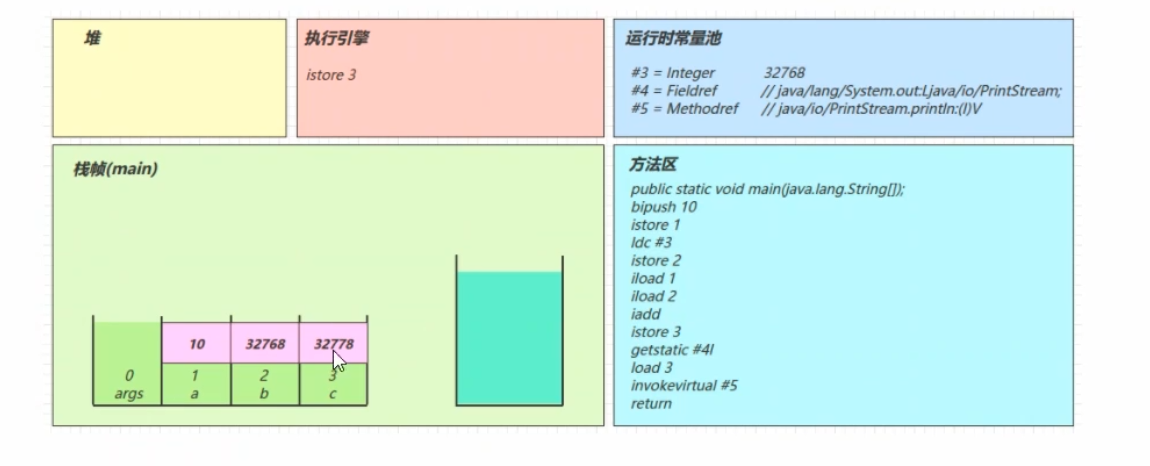 堆
执行引擎
istore 3
运行时常量池
#3 = Integer 32768
#4 = Fieldref // java/lang/System.out:Ljava/io/PrintStream;
#5 = Methodref // java/io/PrintStream.println:(I)V
栈帧(main)
10 32768 32778
0 1 2 3
args a b c
方法区
public static void main(java.lang.String[]);
bipush 10
istore 1
ldc #3
istore 2
iload 1
iload 2
iadd
istore 3
getstatic #4I
load 3
invokevirtual #5
return